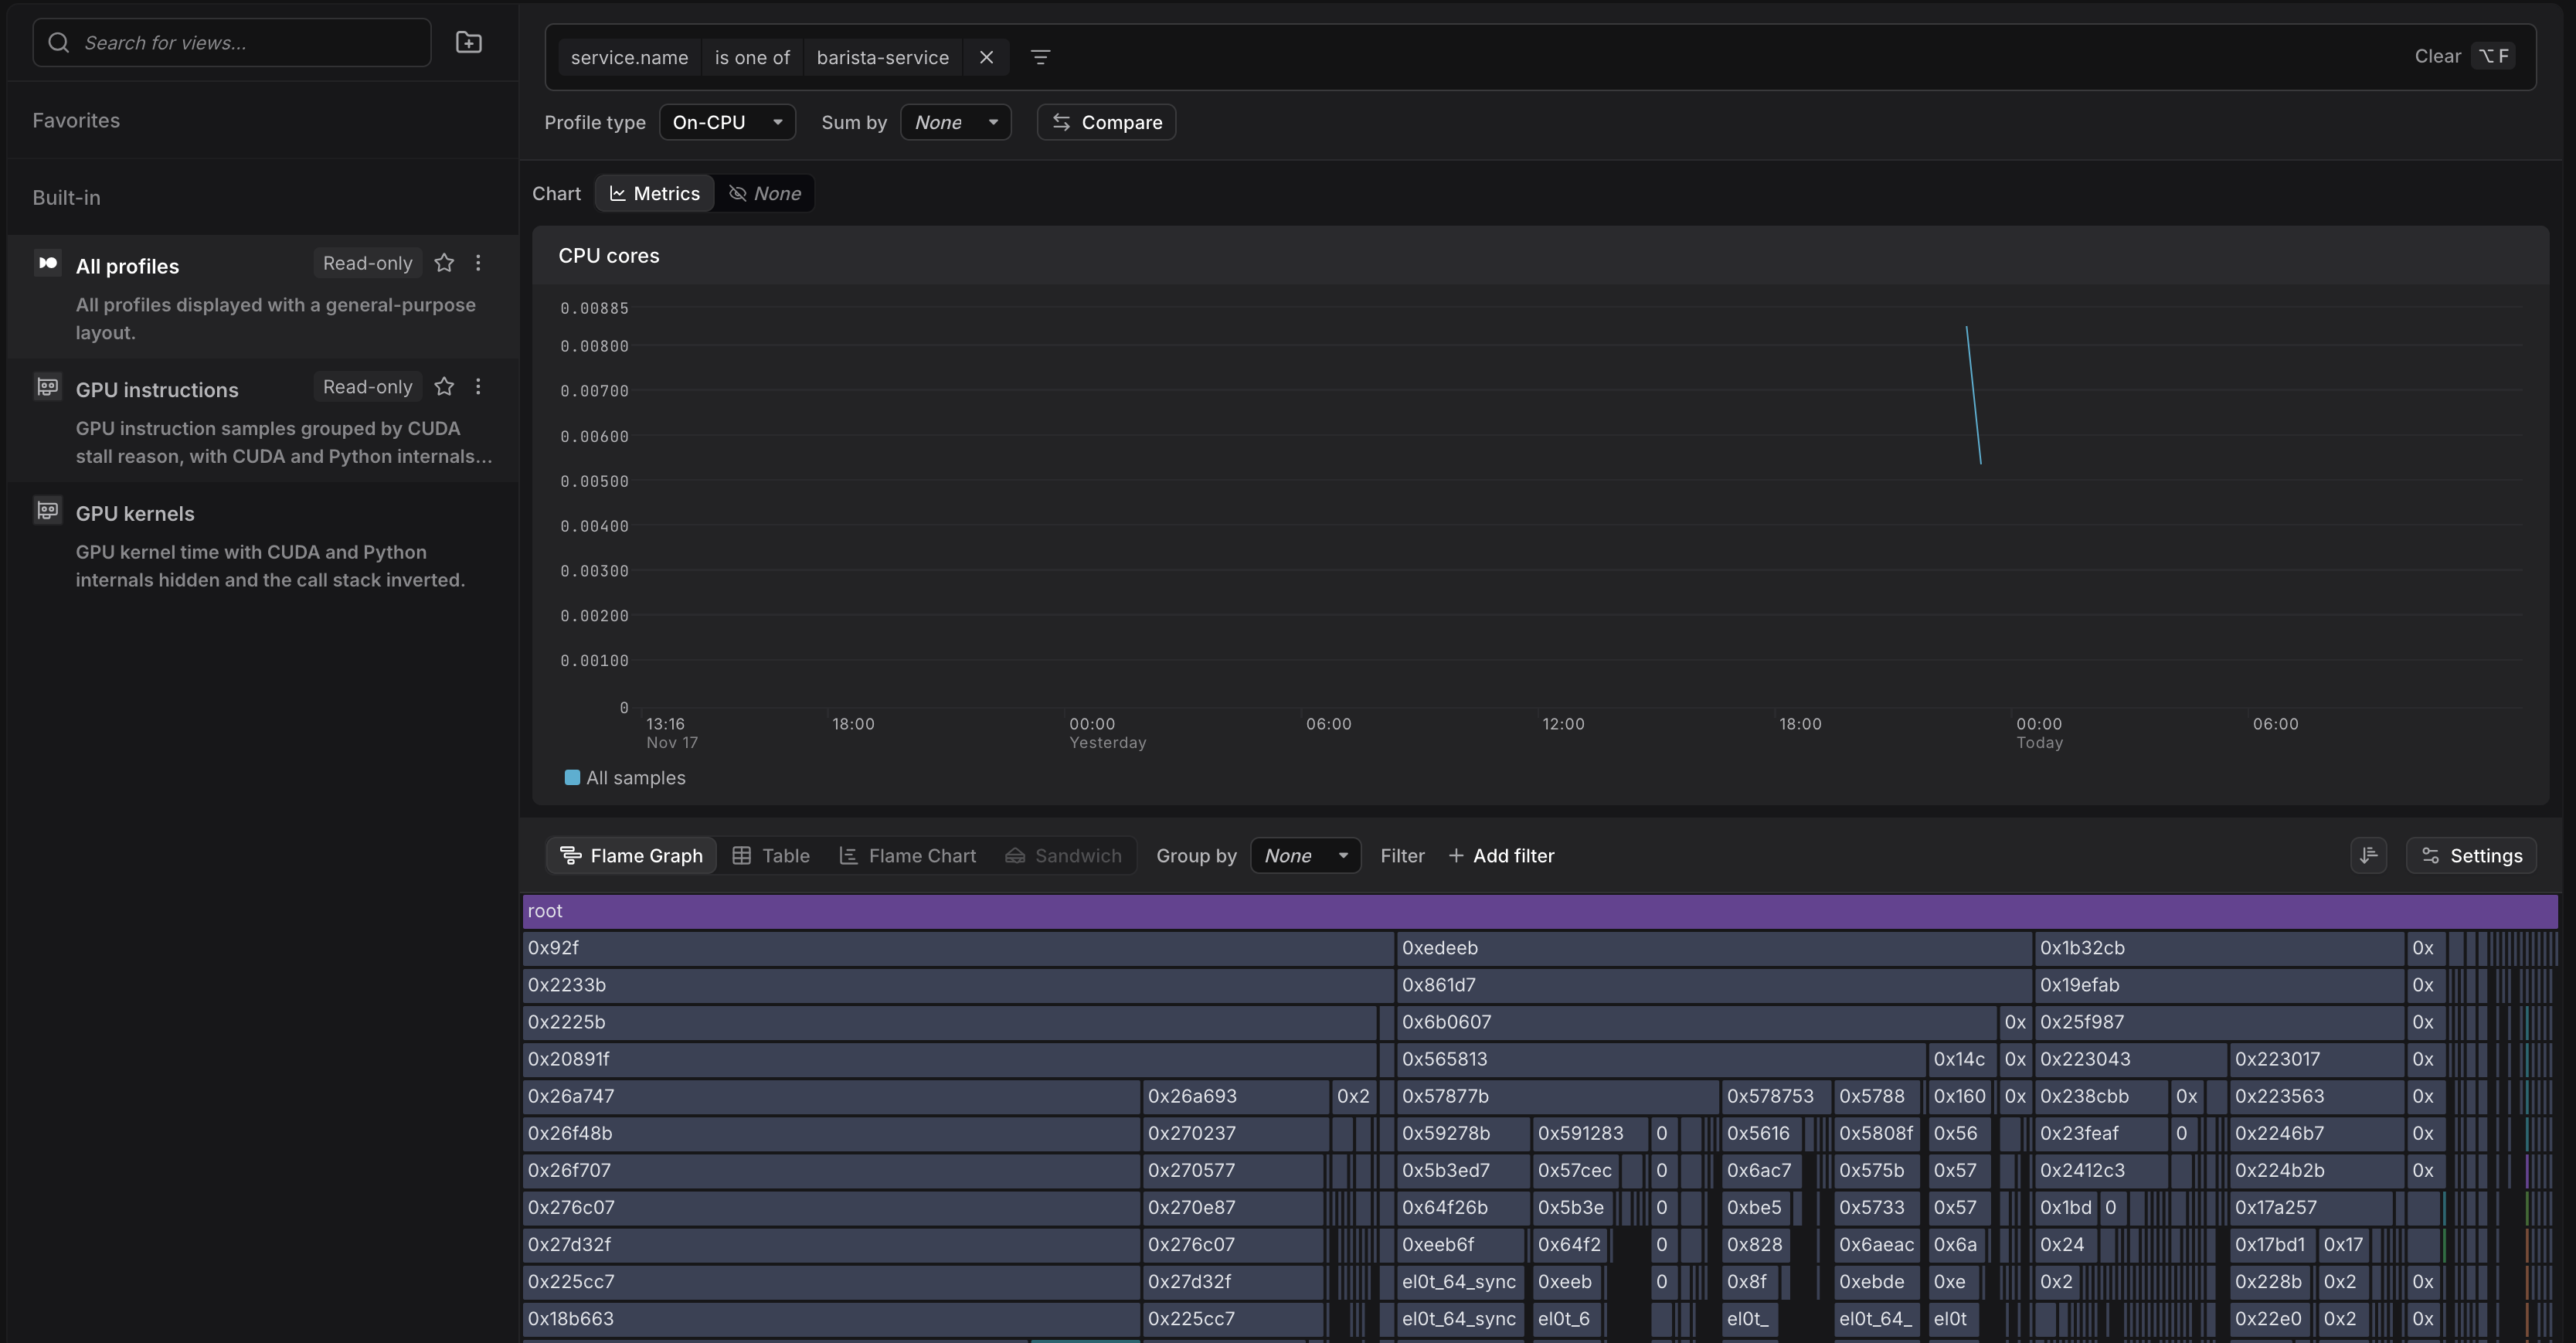 Search for views...
Favorites
Built-in
All profiles Read-only
All profiles displayed with a general-purpose
layout.
GPU instructions Read-only
GPU instruction samples grouped by CUDA
stall reason, with CUDA and Python internals...
GPU kernels
GPU kernel time with CUDA and Python
internals hidden and the call stack inverted.
service.name is one of barista-service
Clear ⌥ F
Profile type On-CPU Sum by None Compare
Chart Metrics None
CPU cores
0.00885
0.00800
0.00700
0.00600
0.00500
0.00400
0.00300
0.00200
0.00100
0
13:16 18:00 00:00 06:00 12:00 18:00 00:00 06:00
Nov 17 Yesterday Today
All samples
Flame Graph Table Flame Chart Sandwich Group by None Filter + Add filter Settings
root
0x92f 0xedeeb 0x1b32cb 0x
0x2233b 0x861d7 0x19efab 0x
0x2225b 0x6b0607 0x 0x25f987 0x
0x20891f 0x565813 0x14c 0x 0x223043 0x223017 0x
0x26a747 0x26a693 0x2 0x57877b 0x578753 0x5788 0x160 0x 0x238cbb 0x 0x223563 0x
0x26f48b 0x270237 0x59278b 0x591283 0 0x5616 0x5808f 0x56 0x23feaf 0 0x2246b7 0x
0x26f707 0x270577 0x5b3ed7 0x57cec 0 0x6ac7 0x575b 0x57 0x2412c3 0x224b2b 0x
0x276c07 0x270e87 0x64f26b 0x5b3e 0 0xbe5 0x5733 0x57 0x1bd 0 0x17a257
0x27d32f 0x276c07 0xeeb6f 0x64f2 0 0x828 0x6aeac 0x6a 0x24 0x17bd1 0x17
0x225cc7 0x27d32f el0t_64_sync 0xeeb 0 0x8f 0xebde 0xe 0x2 0x228b 0x2 0x
0x18b663 0x225cc7 el0t_64_sync el0t_6 el0t_ el0t_64_ el0t 0x22e0 0x2 0x